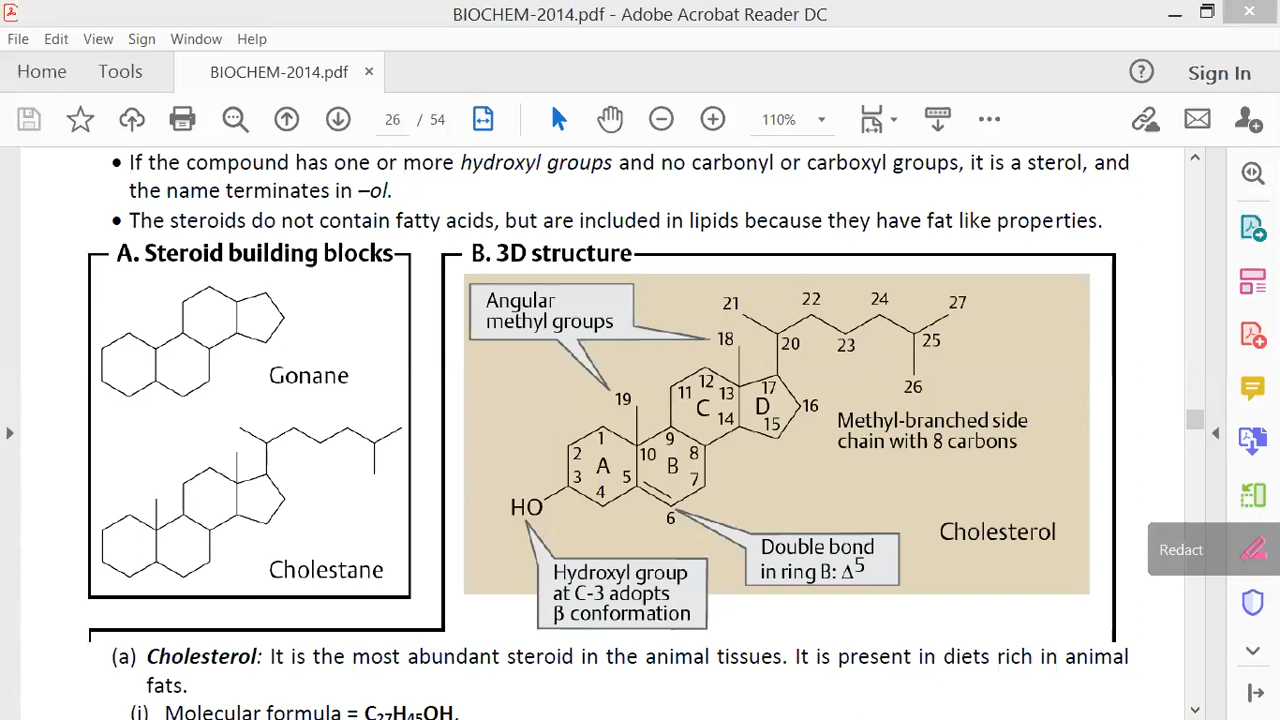 BIOCHEM-2014.pdf - Adobe Acrobat Reader DC
File Edit View Sign Window Help
Home Tools BIOCHEM-2014.pdf × Sign In
26 / 54 110%
• If the compound has one or more hydroxyl groups and no carbonyl or carboxyl groups, it is a sterol, and
the name terminates in –ol.
• The steroids do not contain fatty acids, but are included in lipids because they have fat like properties.
A. Steroid building blocks
Gonane
Cholestane
B. 3D structure
Angular
methyl groups
21 22 24 27
18 20 23 25
26
19 11 12 13 17 16
C D
14 15
1 9
2 10 8
A B
3 5 7
4
HO
6
Methyl-branched side
chain with 8 carbons
Cholesterol
Double bond
in ring B: Δ⁵
Hydroxyl group
at C-3 adopts
β conformation
Redact
(a) Cholesterol: It is the most abundant steroid in the animal tissues. It is present in diets rich in animal
fats.
(i) Molecular formula = C₂₇H₄₅OH.